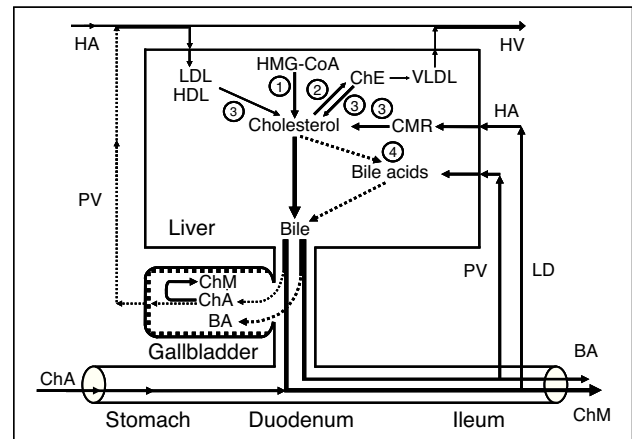 HA
HV
HMG-CoA
LDL
HDL
ChE
VLDL
1
2
3
3
3
HA
Cholesterol
CMR
4
Bile acids
PV
Liver
Bile
PV
LD
ChM
ChA
BA
Gallbladder
BA
ChA
ChM
Stomach
Duodenum
Ileum